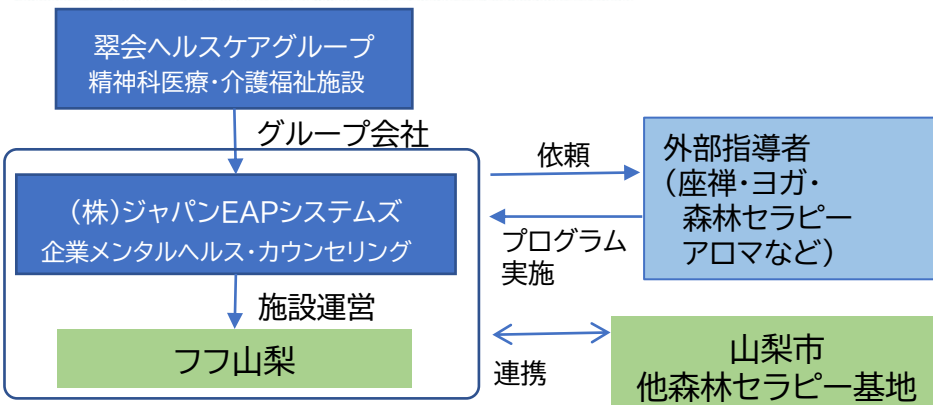 翠会ヘルスケアグループ
精神科医療・介護福祉施設
グループ会社
(株)ジャパンEAPシステムズ
企業メンタルヘルス・カウンセリング
施設運営
フフ山梨
依頼
プログラム
実施
連携
外部指導者
(座禅・ヨガ・
森林セラピー
アロマなど)
山梨市
他森林セラピー基地